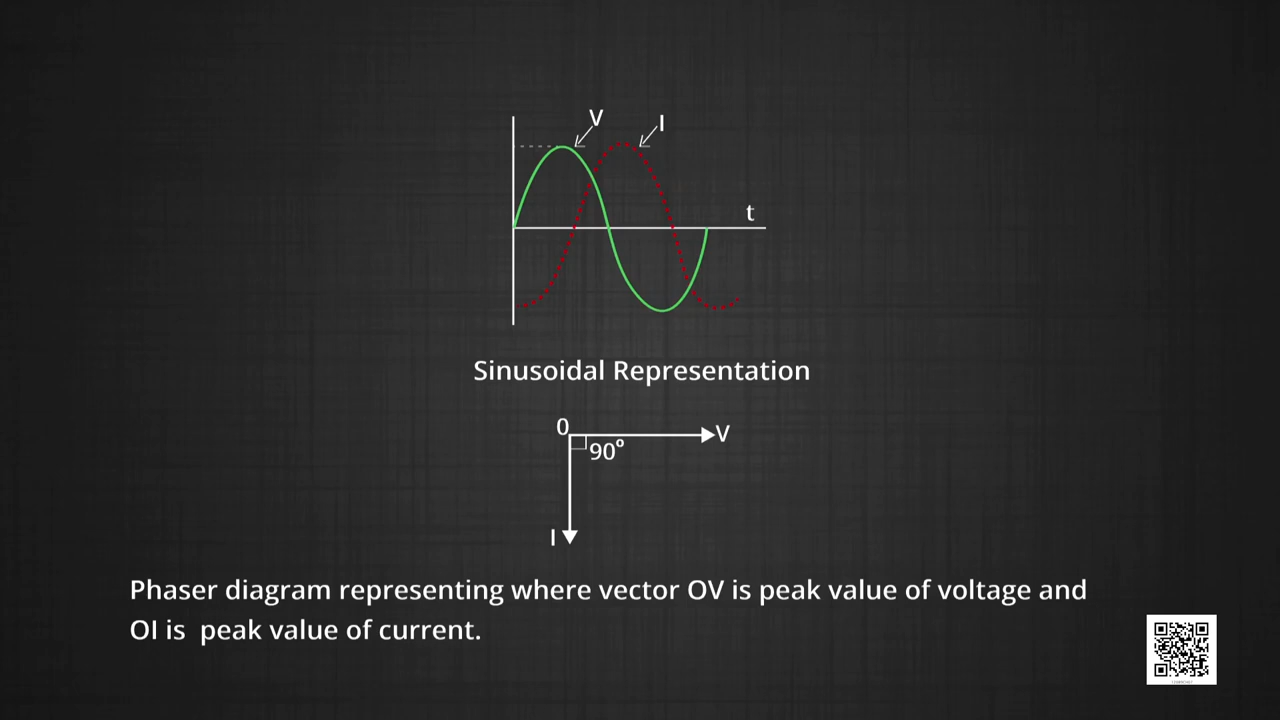 V
I
t
Sinusoidal Representation
0
V
90°
I
Phaser diagram representing where vector OV is peak value of voltage and
OI is peak value of current.